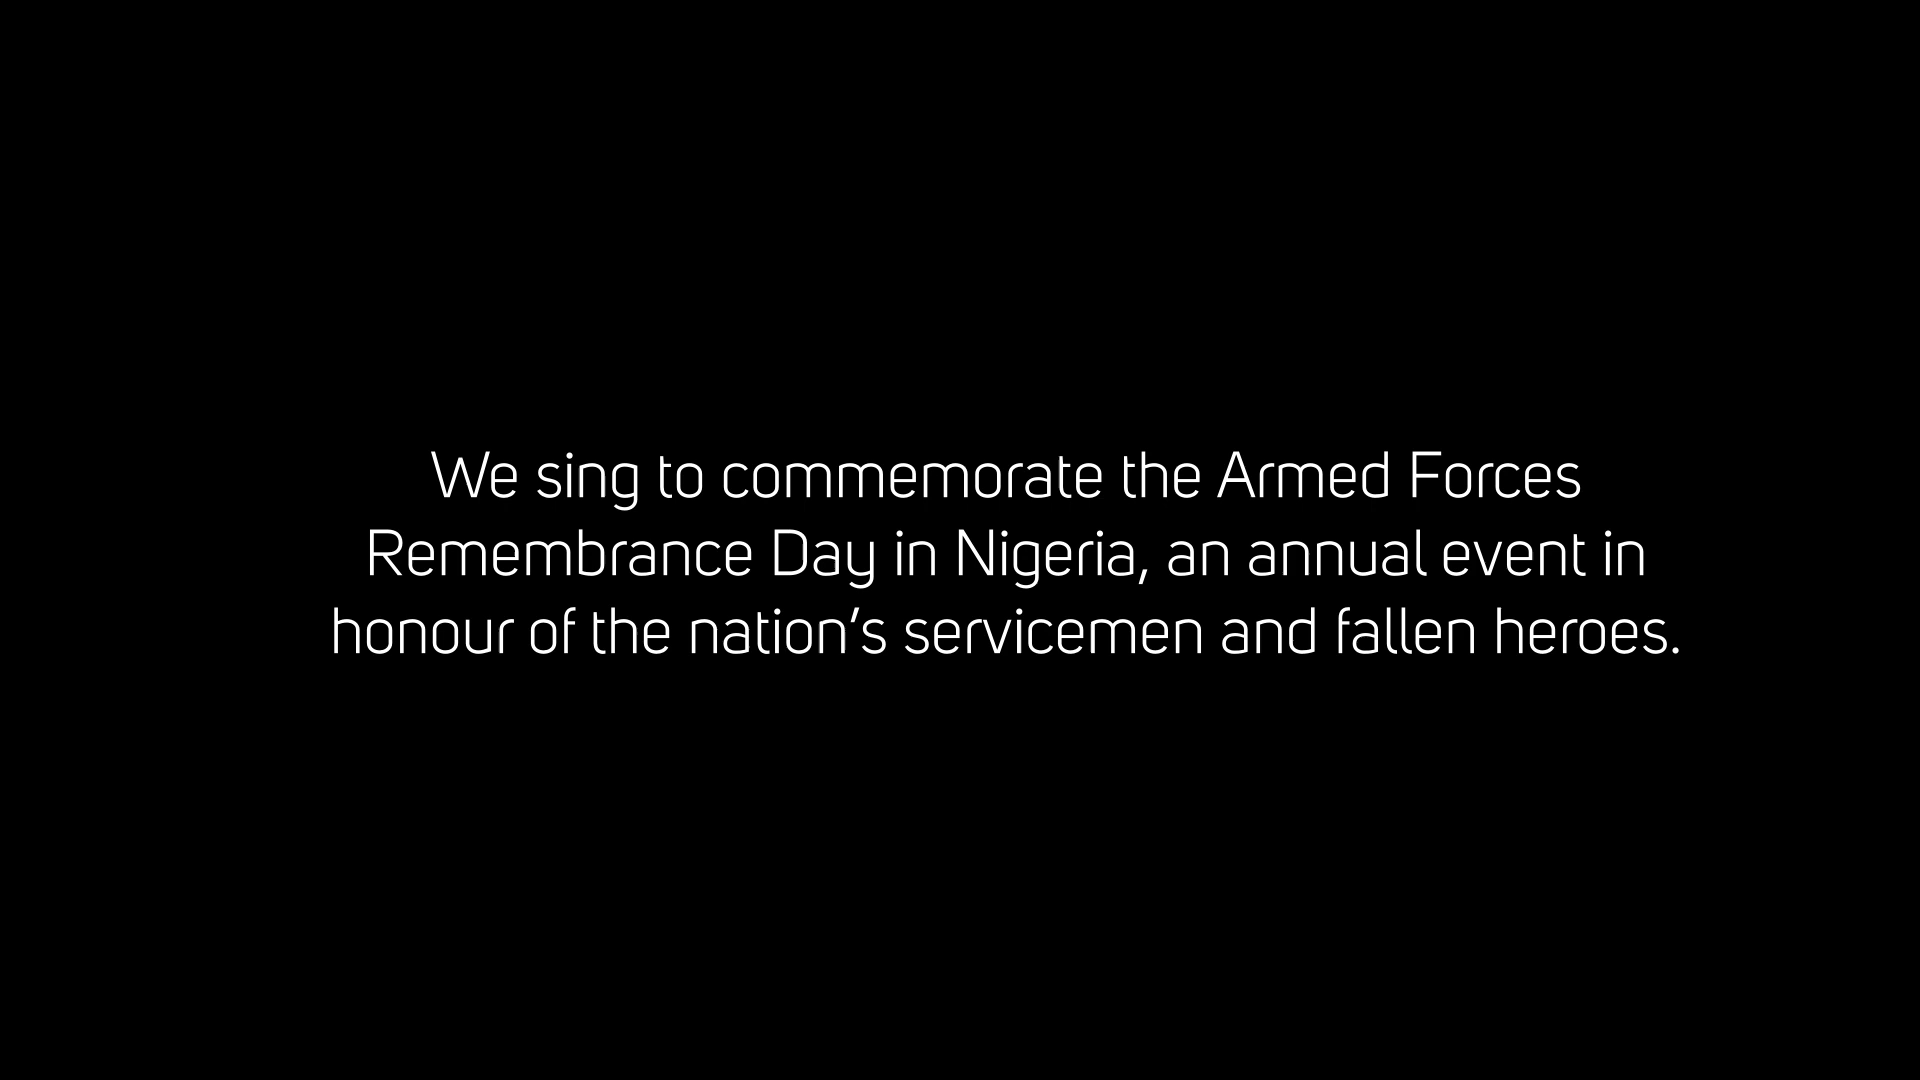 We sing to commemorate the Armed Forces
Remembrance Day in Nigeria, an annual event in
honour of the nation’s servicemen and fallen heroes.